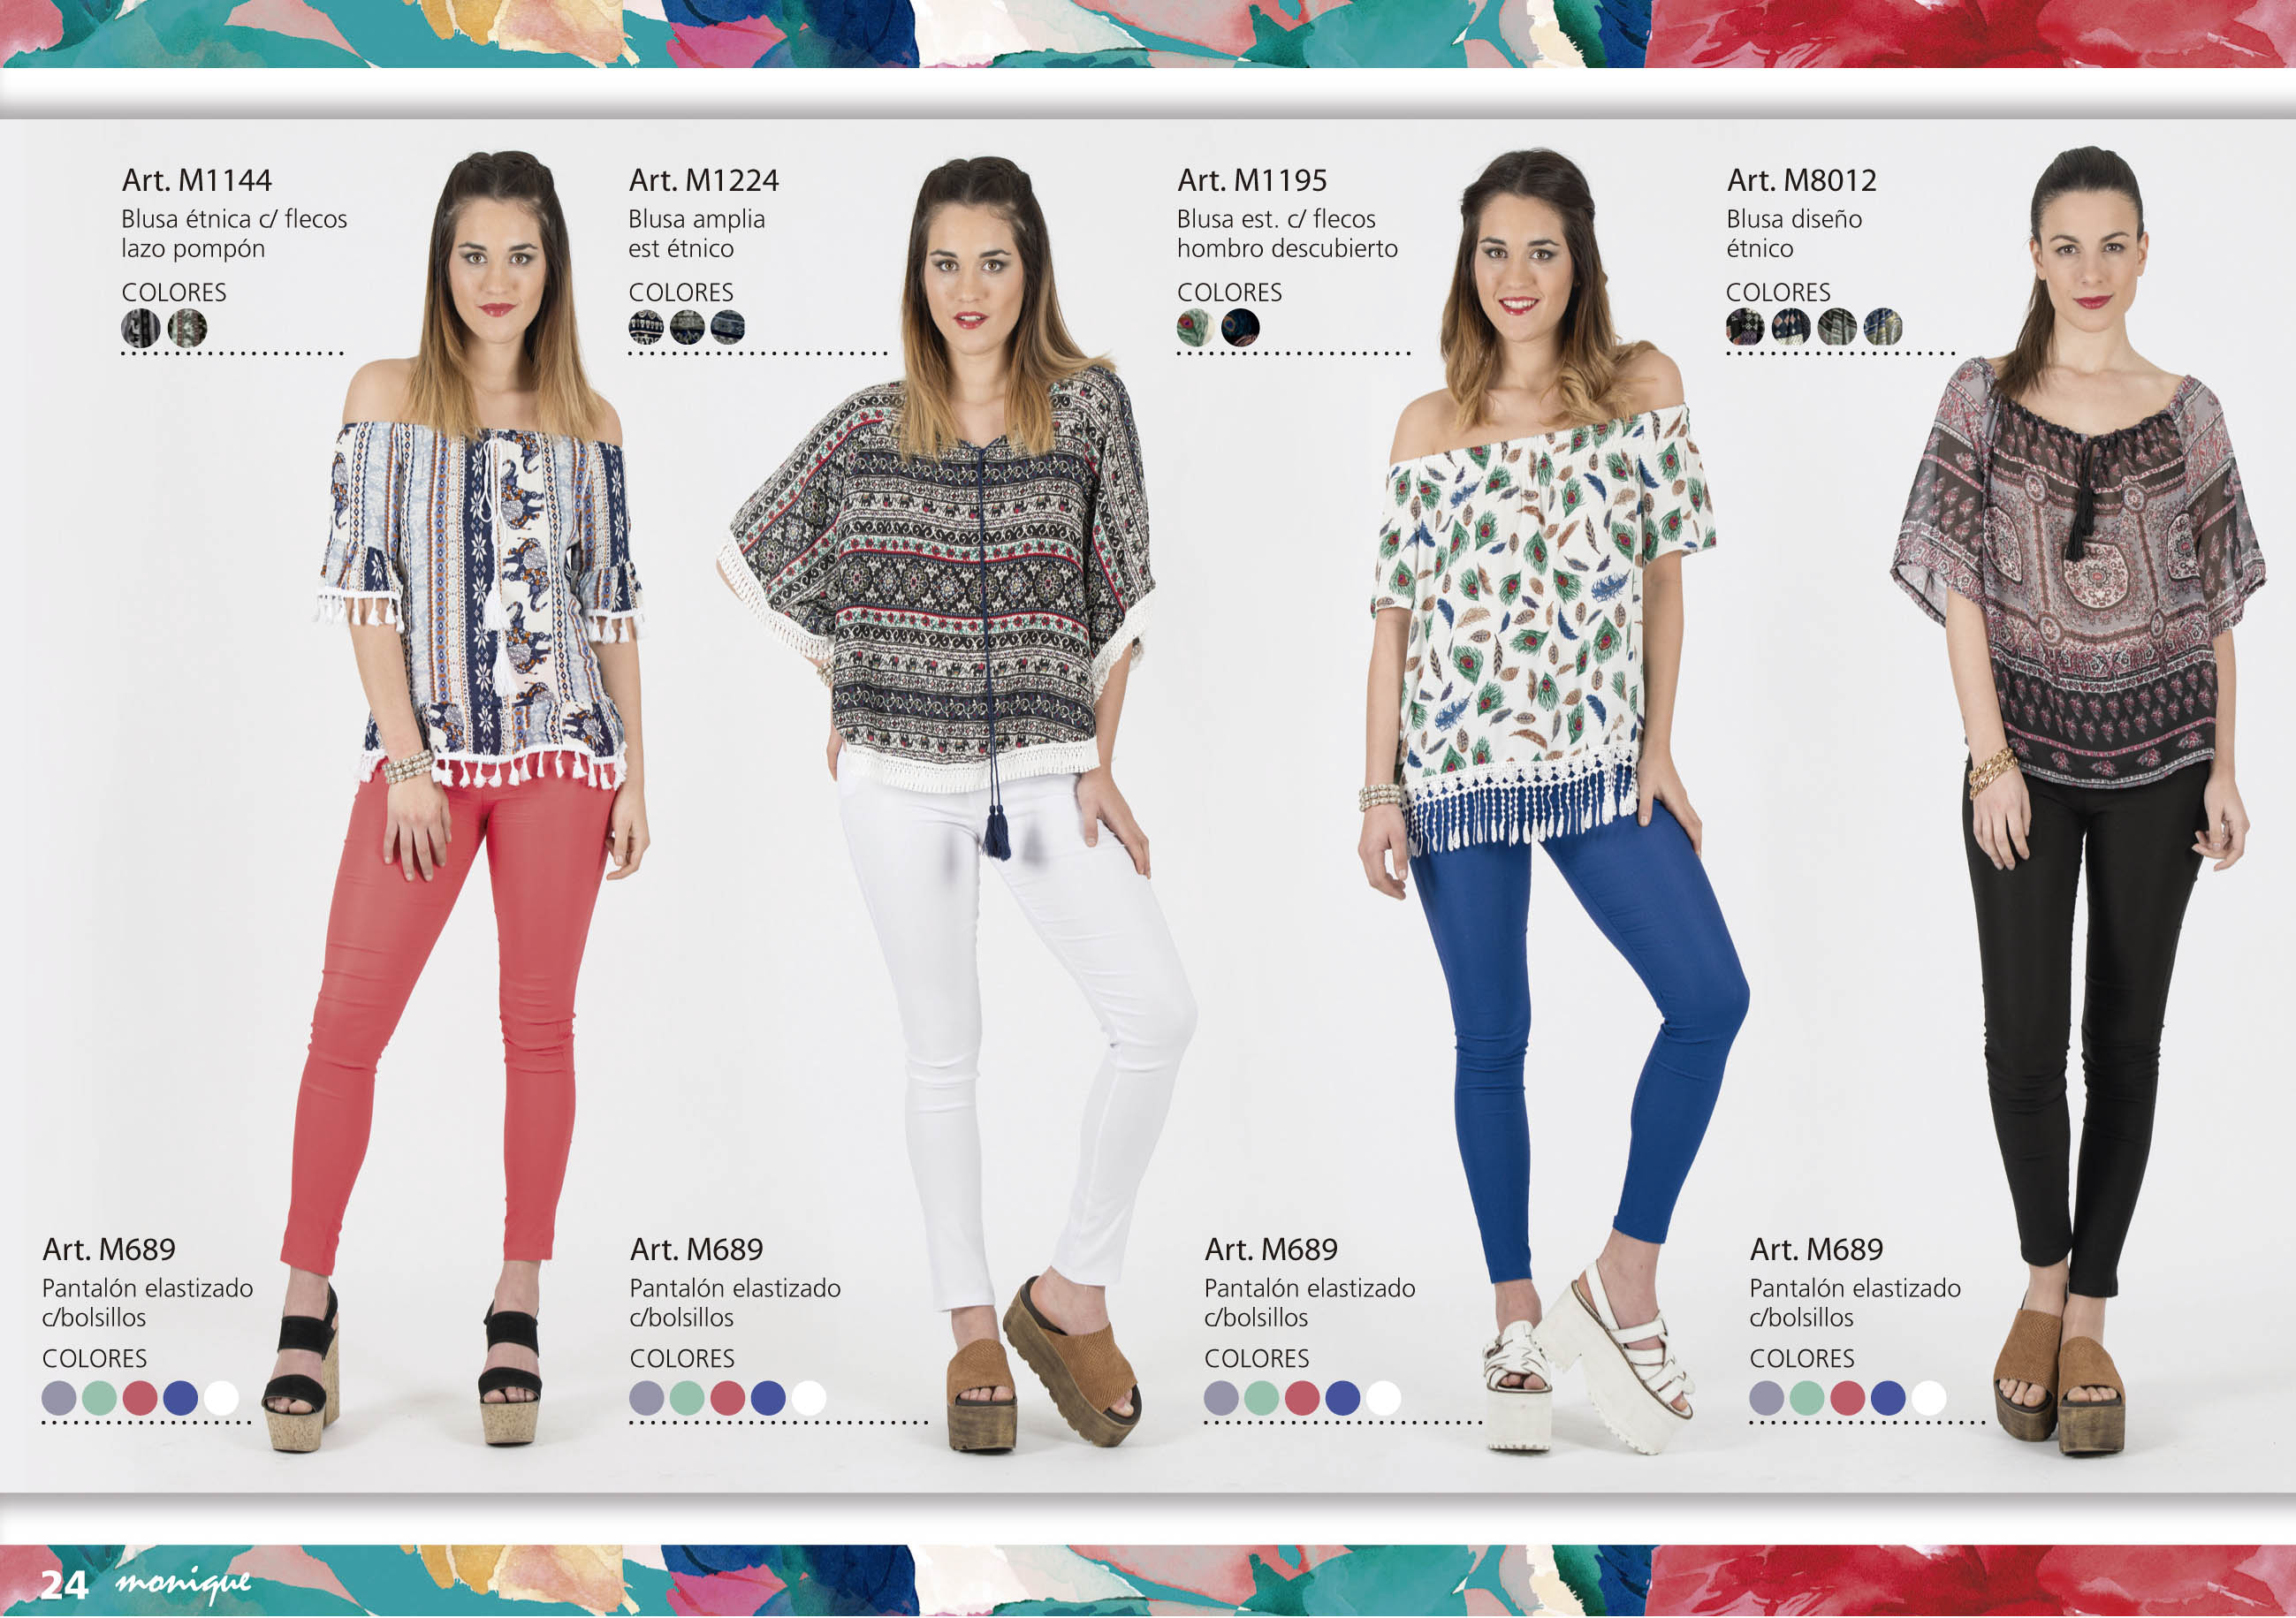 Art. M1144
Blusa étnica c/ flecos
lazo pompón
COLORES
Art. M1224
Blusa amplia
est étnico
COLORES
Art. M1195
Blusa est. c/ flecos
hombro descubierto
COLORES
Art. M8012
Blusa diseño
étnico
COLORES
Art. M689
Pantalón elastizado
c/bolsillos
COLORES
Art. M689
Pantalón elastizado
c/bolsillos
COLORES
Art. M689
Pantalón elastizado
c/bolsillos
COLORES
Art. M689
Pantalón elastizado
c/bolsillos
COLORES
24 monique